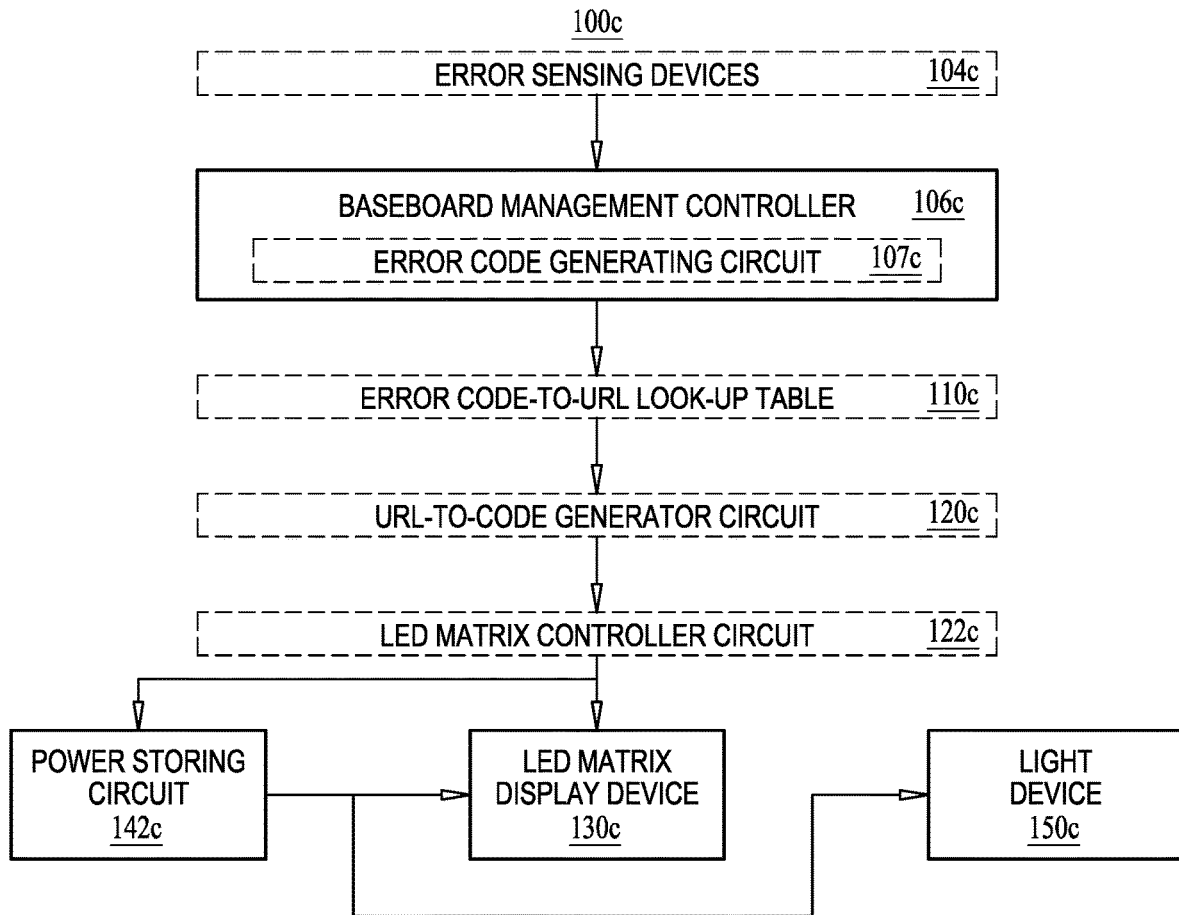 100c
ERROR SENSING DEVICES 104c
BASEBOARD MANAGEMENT CONTROLLER 106c
ERROR CODE GENERATING CIRCUIT 107c
ERROR CODE-TO-URL LOOK-UP TABLE 110c
URL-TO-CODE GENERATOR CIRCUIT 120c
LED MATRIX CONTROLLER CIRCUIT 122c
POWER STORING
CIRCUIT
142c
LED MATRIX
DISPLAY DEVICE
130c
LIGHT
DEVICE
150c